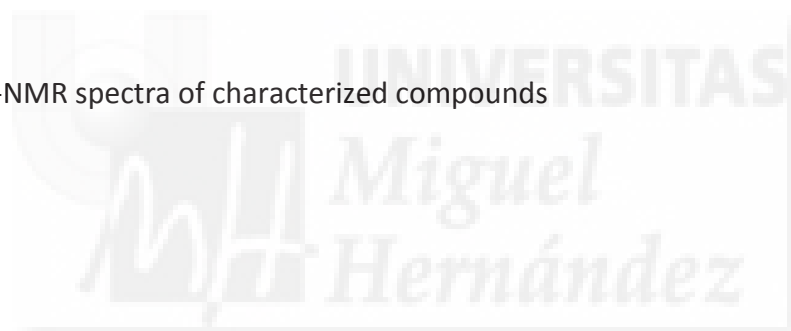 -NMR spectra of characterized compounds
UNIVERSITAS
Miguel
Hernández